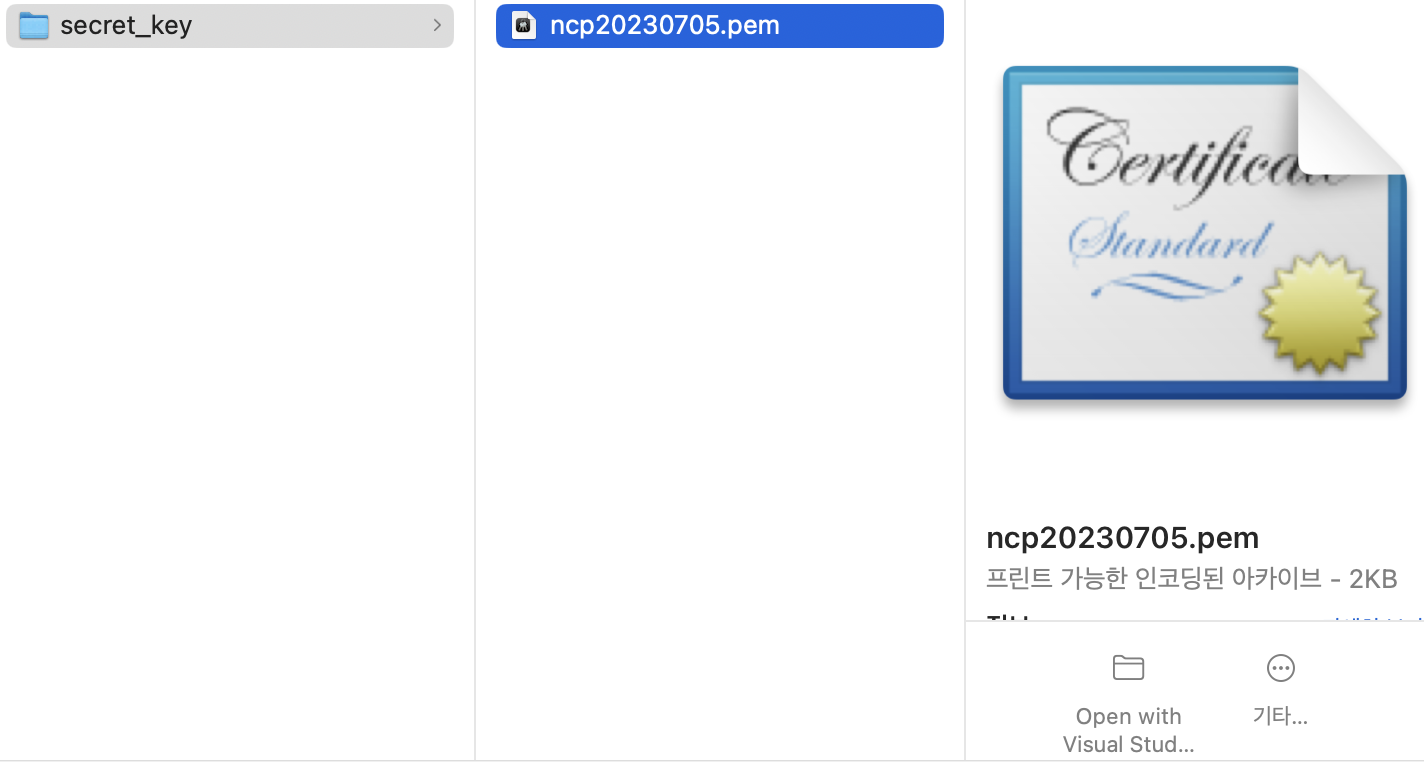 secret_key
ncp20230705.pem
Certificate
Standard
ncp20230705.pem
프린트 가능한 인코딩된 아카이브 - 2KB
Open with
Visual Stud...
기타...